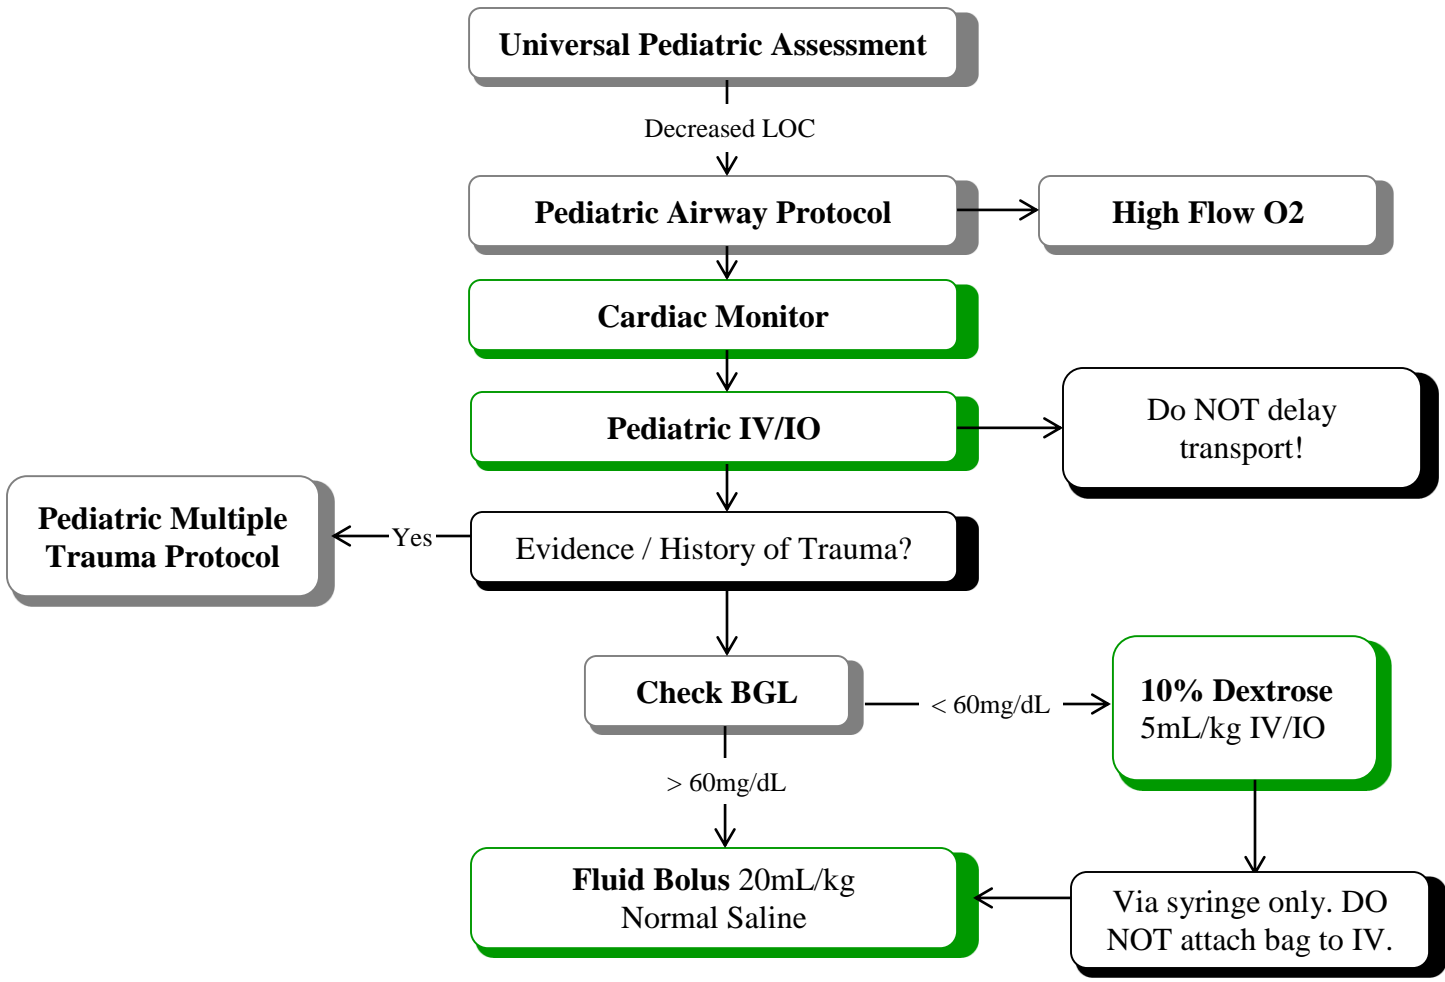 Universal Pediatric Assessment
Decreased LOC
Pediatric Airway Protocol
High Flow O2
Cardiac Monitor
Pediatric IV/IO
Do NOT delay
transport!
Pediatric Multiple
Trauma Protocol
Yes
Evidence / History of Trauma?
Check BGL
< 60mg/dL
10% Dextrose
5mL/kg IV/IO
> 60mg/dL
Fluid Bolus 20mL/kg
Normal Saline
Via syringe only. DO
NOT attach bag to IV.